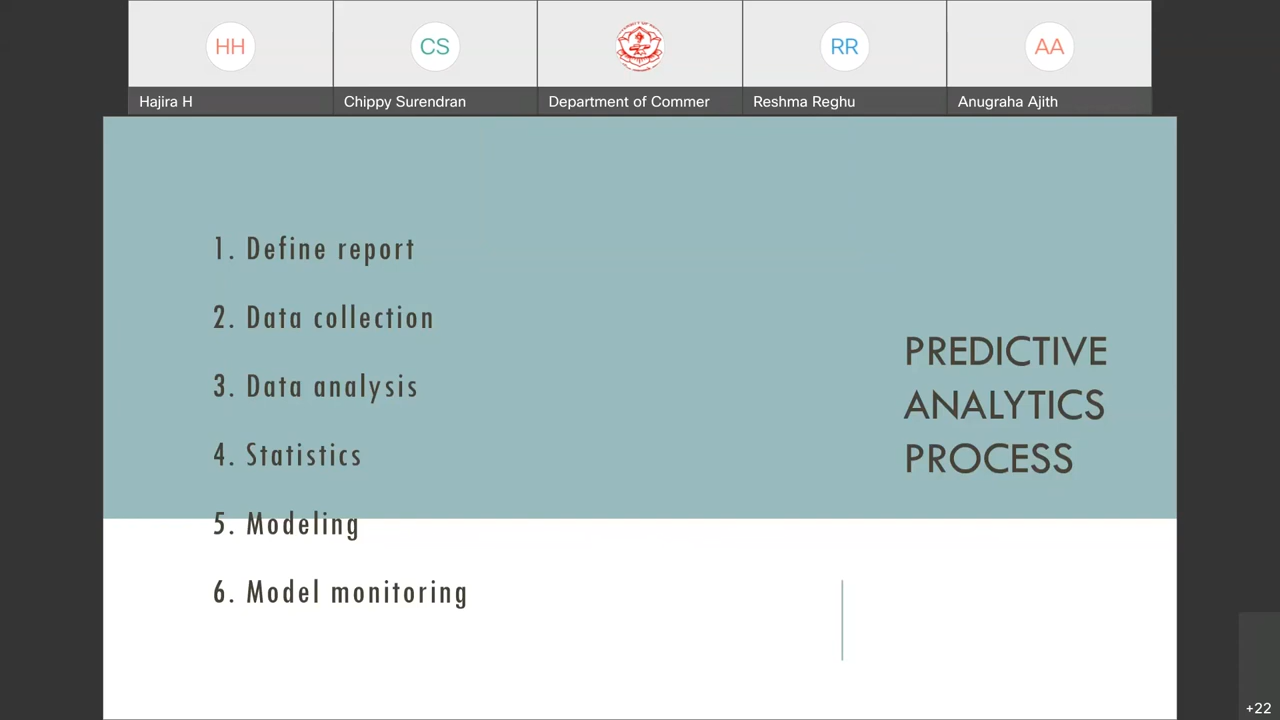 HH
CS
RR
AA
Hajira H
Chippy Surendran
Department of Commer
Reshma Reghu
Anugraha Ajith
1. Define report
2. Data collection
3. Data analysis
4. Statistics
5. Modeling
6. Model monitoring
PREDICTIVE
ANALYTICS
PROCESS
+22